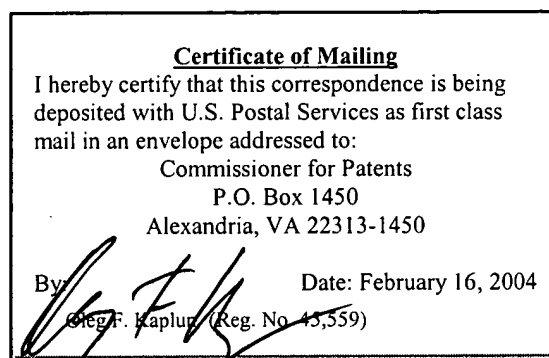 Certificate of Mailing
I hereby certify that this correspondence is being
deposited with U.S. Postal Services as first class
mail in an envelope addressed to:
Commissioner for Patents
P.O. Box 1450
Alexandria, VA 22313-1450
By: Date: February 16, 2004
Oleg F. Kaplun (Reg. No. 45,559)